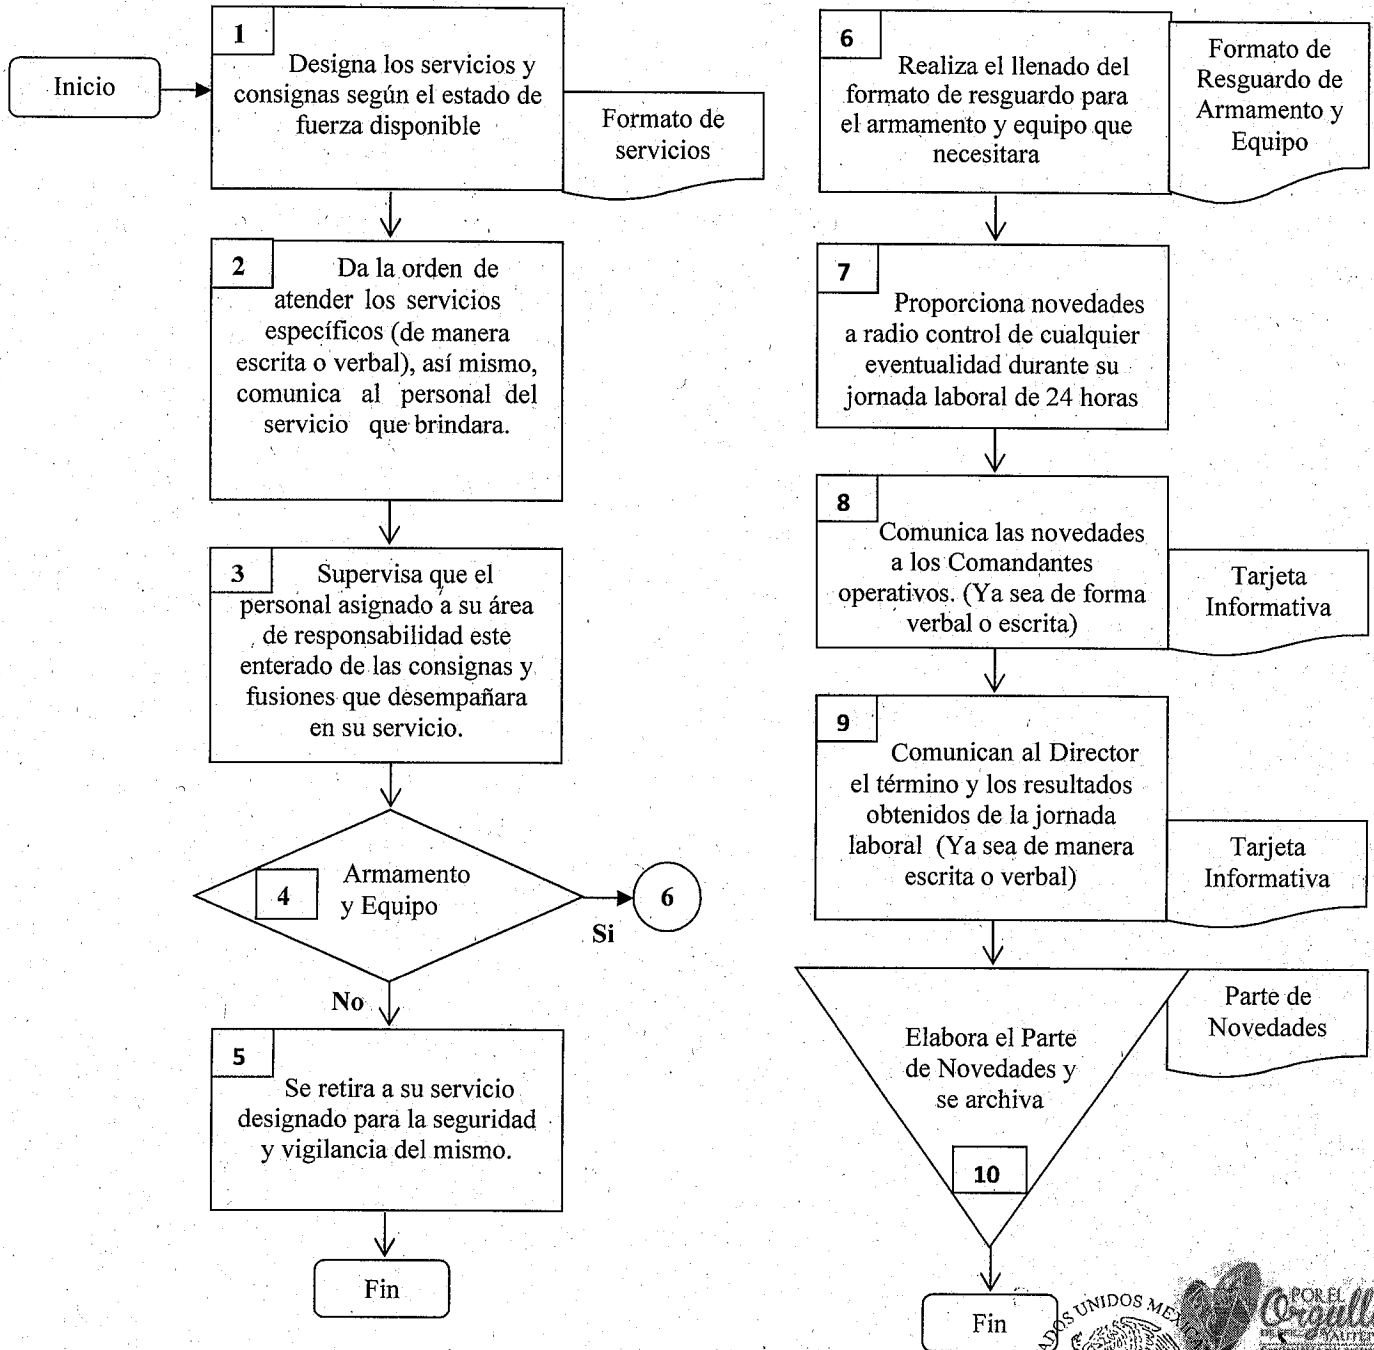 Inicio
1
Designa los servicios y
consignas según el estado de
fuerza disponible
Formato de
servicios
2
Da la orden de
atender los servicios
específicos (de manera
escrita o verbal), así mismo,
comunica al personal del
servicio que brindara.
3
Supervisa que el
personal asignado a su área
de responsabilidad este
enterado de las consignas y
fusiones que desempañara
en su servicio.
4
Armamento
y Equipo
Si
6
No
5
Se retira a su servicio
designado para la seguridad
y vigilancia del mismo.
Fin
6
Realiza el llenado del
formato de resguardo para
el armamento y equipo que
necesitara
Formato de
Resguardo de
Armamento y
Equipo
7
Proporciona novedades
a radio control de cualquier
eventualidad durante su
jornada laboral de 24 horas
8
Comunica las novedades
a los Comandantes
operativos. (Ya sea de forma
verbal o escrita)
Tarjeta
Informativa
9
Comunican al Director
el término y los resultados
obtenidos de la jornada
laboral (Ya sea de manera
escrita o verbal)
Tarjeta
Informativa
Elabora el Parte
de Novedades y
se archiva
10
Parte de
Novedades
Fin
UNIDOS
POR EL